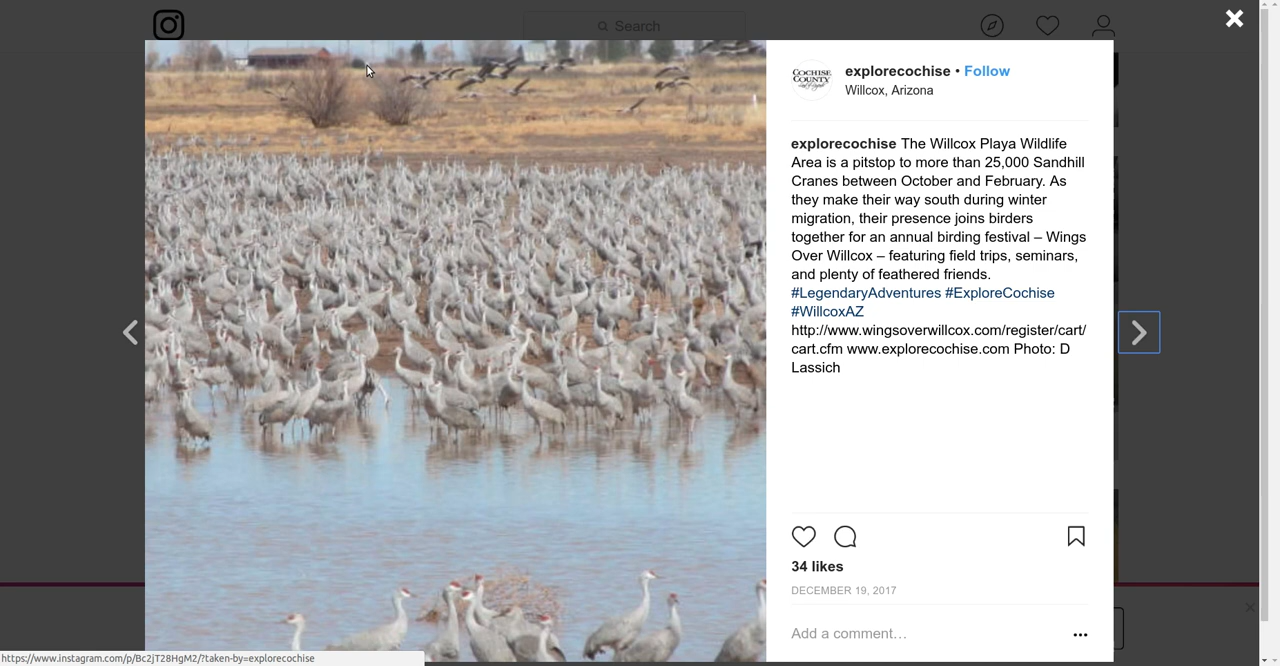 Search
COCHISE
COUNTY
explorecochise • Follow
Willcox, Arizona
explorecochise The Willcox Playa Wildlife
Area is a pitstop to more than 25,000 Sandhill
Cranes between October and February. As
they make their way south during winter
migration, their presence joins birders
together for an annual birding festival – Wings
Over Willcox – featuring field trips, seminars,
and plenty of feathered friends.
#LegendaryAdventures #ExploreCochise
#WillcoxAZ
http://www.wingsoverwillcox.com/register/cart/
cart.cfm www.explorecochise.com Photo: D
Lassich
34 likes
DECEMBER 19, 2017
Add a comment…
https://www.instagram.com/p/Bc2jT28HgM2/?taken-by=explorecochise